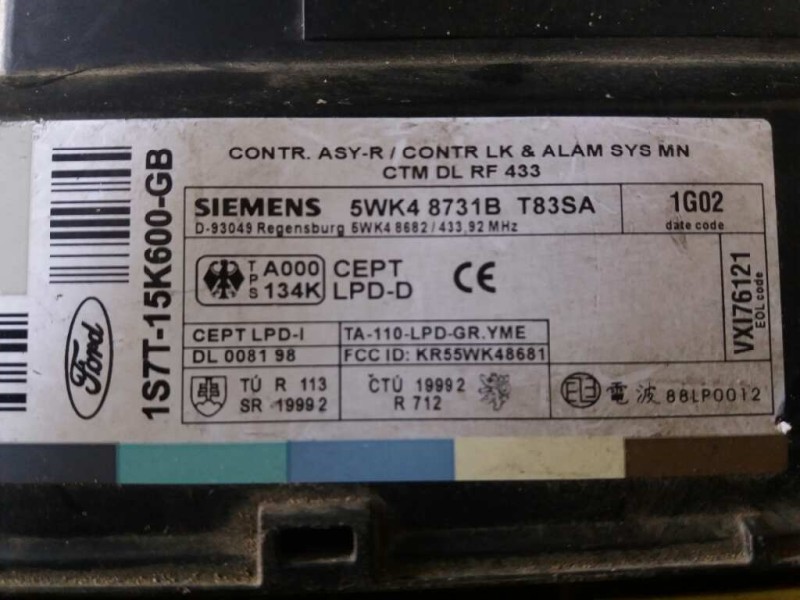 CONTR. ASY-R / CONTR LK & ALAM SYS MN
CTM DL RF 433
SIEMENS 5WK4 8731B T83SA
D-93049 Regensburg 5WK4 8682 / 433,92 MHz
1G02
date code
TPS A000
134K
CEPT
LPD-D
CE
VXI76121
EOL code
CEPT LPD-I
DL 0081 98
TA-110-LPD-GR.YME
FCC ID: KR55WK48681
TÚ R 113
SR 1999 2
ČTÚ 1999 2
R 712
電波 88LP0012
1S7T-15K600-GB
Ford